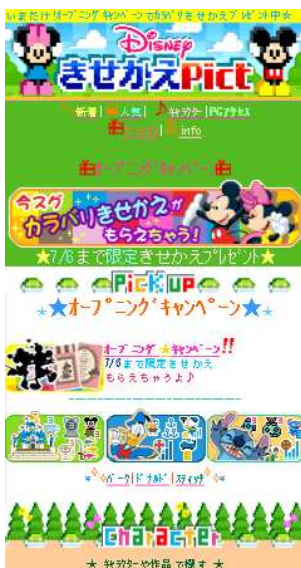 いまだけ!オープニングキャンペーンでカラバリきせかえプレゼント中★
Disney
きせかえPict
新着|人気|キャラクター|PCアクセス
info
オープニングキャンペーン
今スグ
カラバリきせかえが
もらえちゃう!
★7/6まで限定きせかえプレゼント★
Pick up
★オープニングキャンペーン★
オープニング★キャンペーン!!
7/6まで限定きせかえ
もらえちゃうよ♪
パーク|ドナルド|スティッチ
Character
★ キャラクターや作品で探す ★